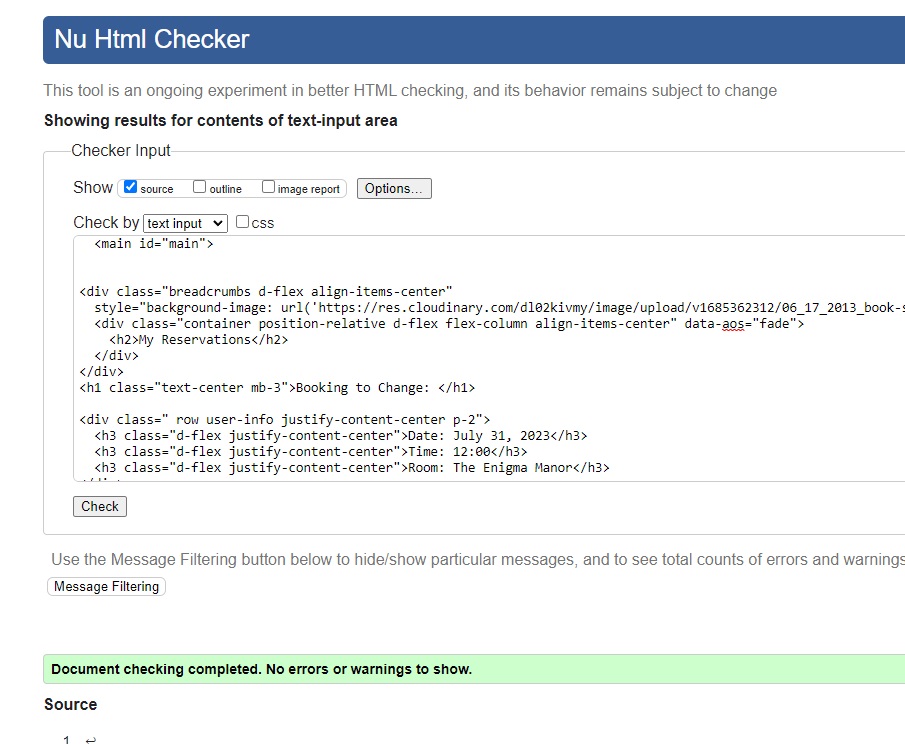 Nu Html Checker
This tool is an ongoing experiment in better HTML checking, and its behavior remains subject to change
Showing results for contents of text-input area
Checker Input
Show source outline image report Options...
Check by text input css
<main id="main">
<div class="breadcrumbs d-flex align-items-center"
style="background-image: url('https://res.cloudinary.com/dl02kivmy/image/upload/v1685362312/06_17_2013_book-s
<div class="container position-relative d-flex flex-column align-items-center" data-aos="fade">
<h2>My Reservations</h2>
</div>
</div>
<h1 class="text-center mb-3">Booking to Change: </h1>
<div class=" row user-info justify-content-center p-2">
<h3 class="d-flex justify-content-center">Date: July 31, 2023</h3>
<h3 class="d-flex justify-content-center">Time: 12:00</h3>
<h3 class="d-flex justify-content-center">Room: The Enigma Manor</h3>
Check
Use the Message Filtering button below to hide/show particular messages, and to see total counts of errors and warnings
Message Filtering
Document checking completed. No errors or warnings to show.
Source
1. ↩